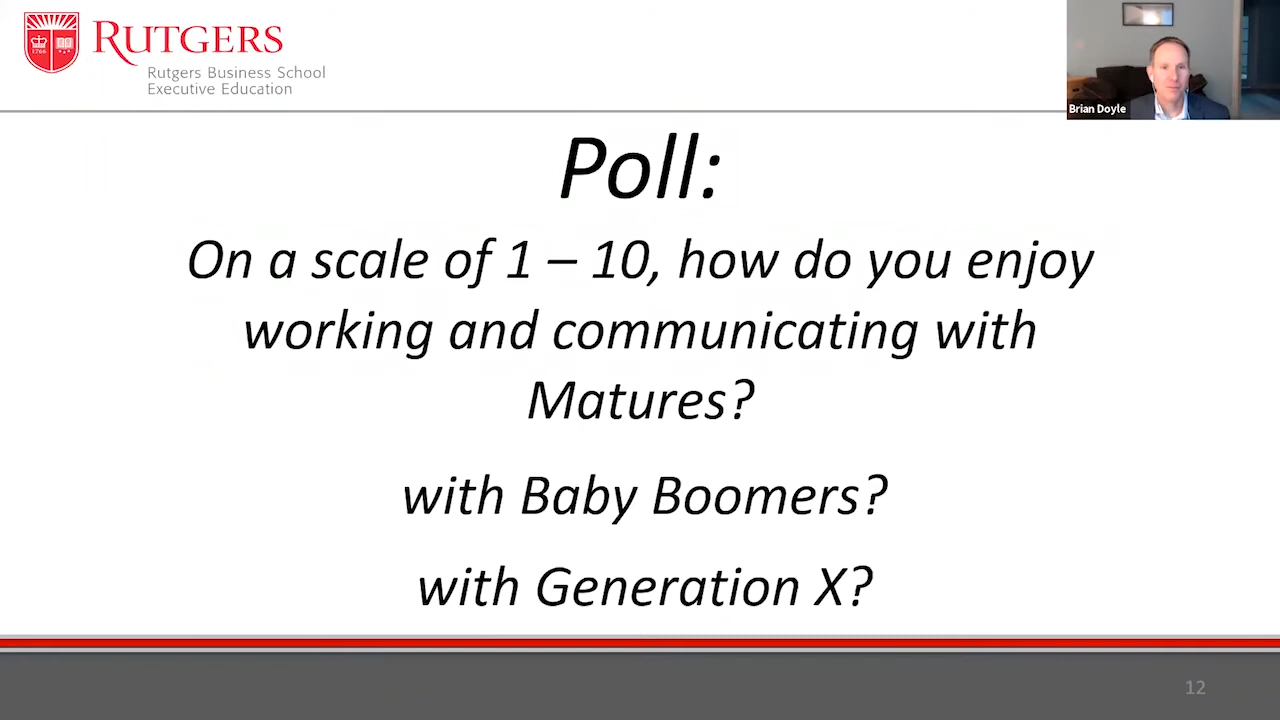 RUTGERS
Rutgers Business School
Executive Education
1766
Brian Doyle
Poll:
On a scale of 1 – 10, how do you enjoy
working and communicating with
Matures?
with Baby Boomers?
with Generation X?
12